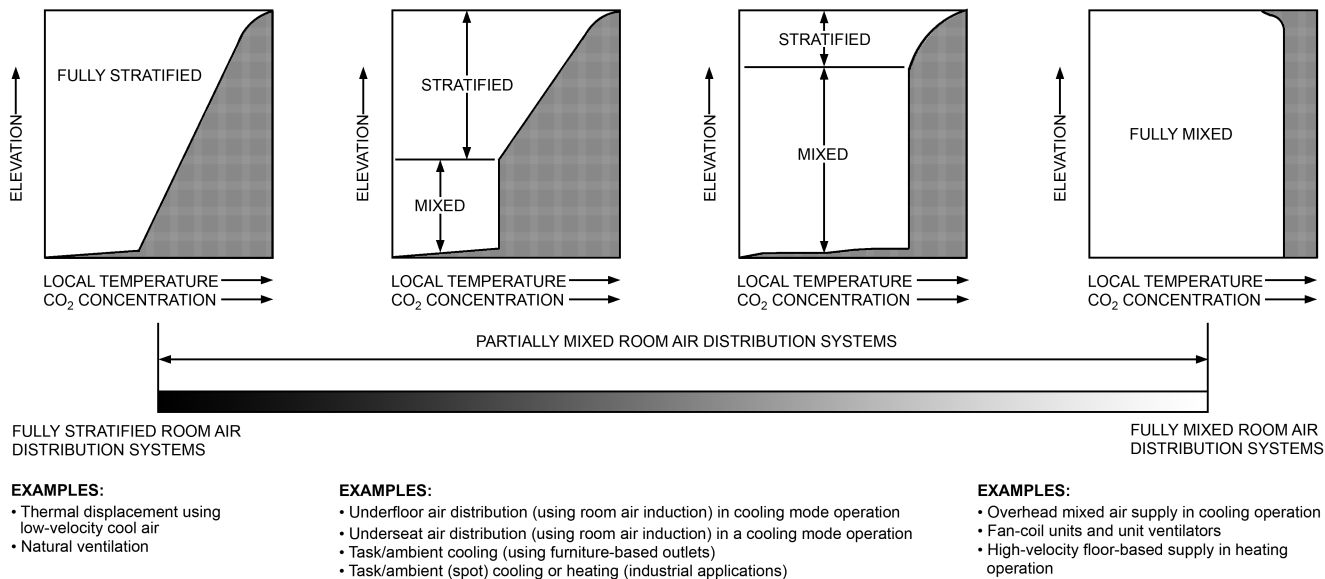 ELEVATION
FULLY STRATIFIED
LOCAL TEMPERATURE
CO₂ CONCENTRATION
ELEVATION
STRATIFIED
MIXED
LOCAL TEMPERATURE
CO₂ CONCENTRATION
ELEVATION
STRATIFIED
MIXED
LOCAL TEMPERATURE
CO₂ CONCENTRATION
ELEVATION
FULLY MIXED
LOCAL TEMPERATURE
CO₂ CONCENTRATION
PARTIALLY MIXED ROOM AIR DISTRIBUTION SYSTEMS
FULLY STRATIFIED ROOM AIR
DISTRIBUTION SYSTEMS
FULLY MIXED ROOM AIR
DISTRIBUTION SYSTEMS
EXAMPLES:
• Thermal displacement using
low-velocity cool air
• Natural ventilation
EXAMPLES:
• Underfloor air distribution (using room air induction) in cooling mode operation
• Underseat air distribution (using room air induction) in a cooling mode operation
• Task/ambient cooling (using furniture-based outlets)
• Task/ambient (spot) cooling or heating (industrial applications)
EXAMPLES:
• Overhead mixed air supply in cooling operation
• Fan-coil units and unit ventilators
• High-velocity floor-based supply in heating
operation